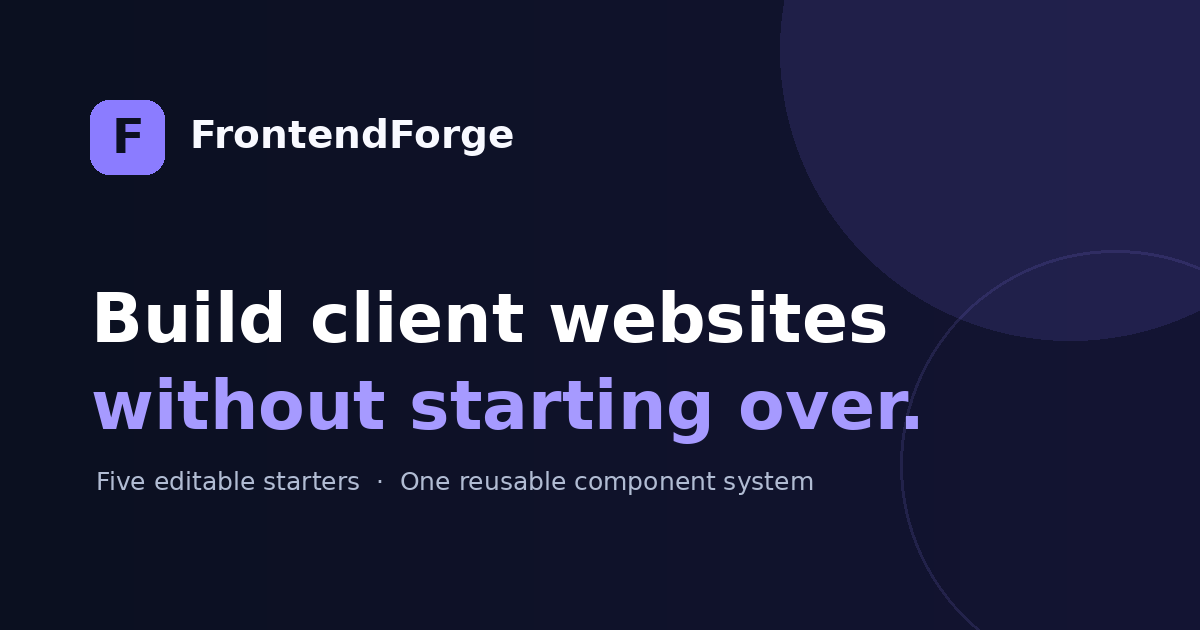 F
FrontendForge
Build client websites
without starting over.
Five editable starters · One reusable component system